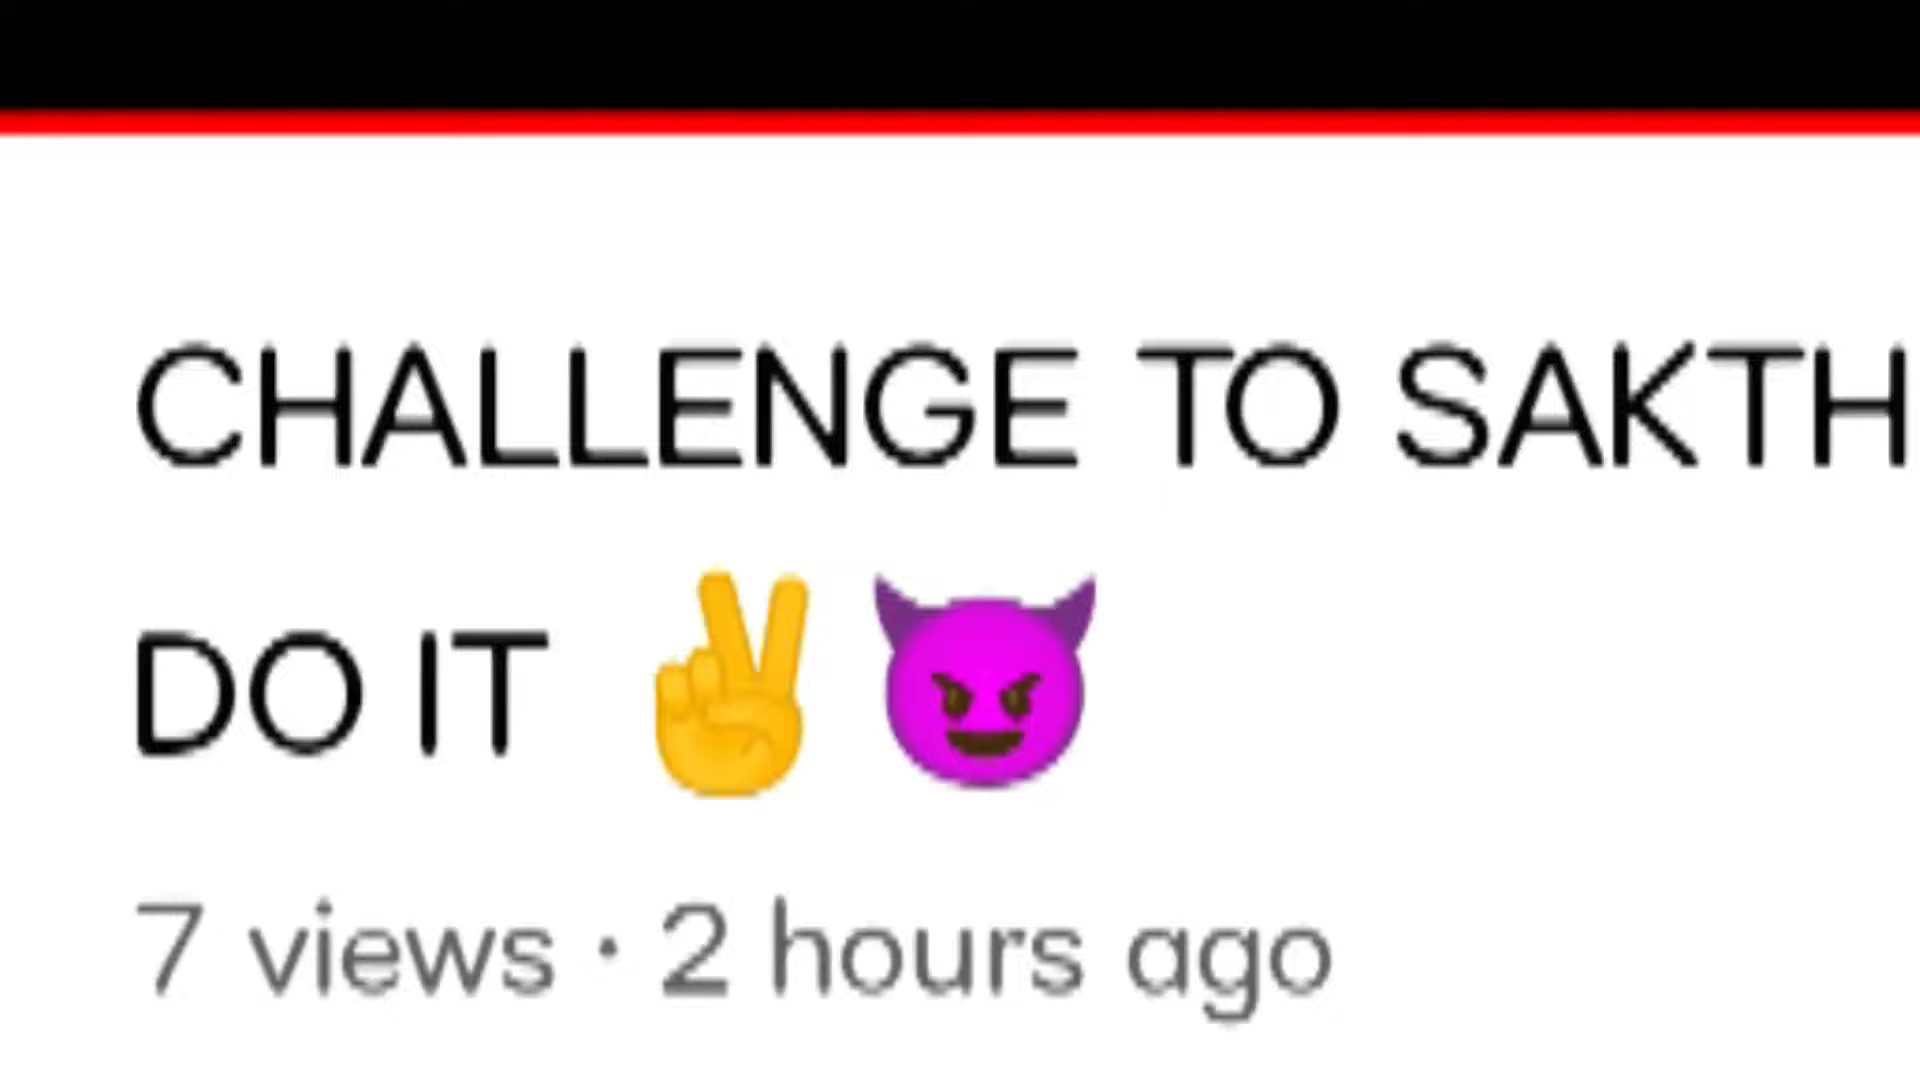 CHALLENGE TO SAKTH
DO IT ✌️😈
7 views · 2 hours ago